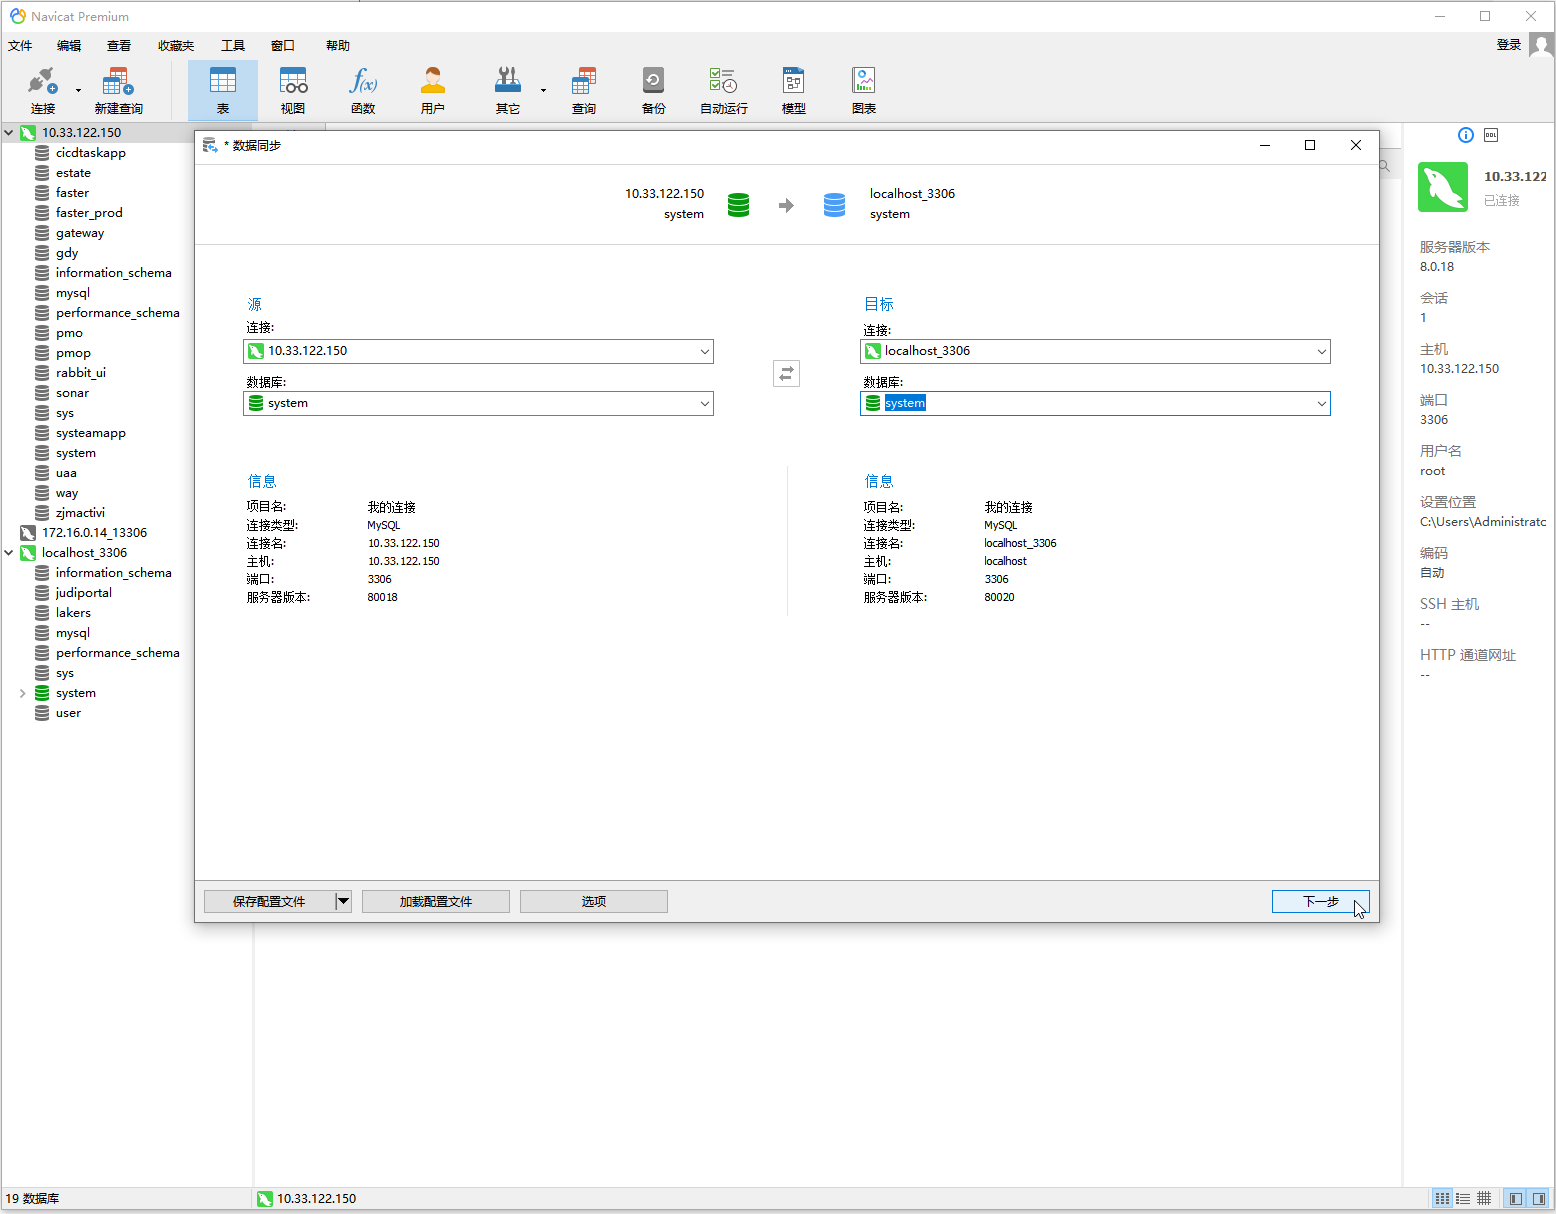 Navicat Premium
文件 编辑 查看 收藏夹 工具 窗口 帮助 登录
连接 新建查询 表 视图 函数 用户 其它 查询 备份 自动运行 模型 图表
10.33.122.150
cicdtaskapp
estate
faster
faster_prod
gateway
gdy
information_schema
mysql
performance_schema
pmo
pmop
rabbit_ui
sonar
sys
systeamapp
system
uaa
way
zjmactivi
172.16.0.14_13306
localhost_3306
information_schema
judiportal
lakers
mysql
performance_schema
sys
system
user
* 数据同步
10.33.122.150
system
localhost_3306
system
源
连接:
10.33.122.150
数据库:
system
目标
连接:
localhost_3306
数据库:
system
信息
项目名: 我的连接
连接类型: MySQL
连接名: 10.33.122.150
主机: 10.33.122.150
端口: 3306
服务器版本: 80018
信息
项目名: 我的连接
连接类型: MySQL
连接名: localhost_3306
主机: localhost
端口: 3306
服务器版本: 80020
保存配置文件 加载配置文件 选项 下一步
DDL
10.33.122
已连接
服务器版本
8.0.18
会话
1
主机
10.33.122.150
端口
3306
用户名
root
设置位置
C:\Users\Administratc
编码
自动
SSH 主机
--
HTTP 通道网址
--
19 数据库 10.33.122.150